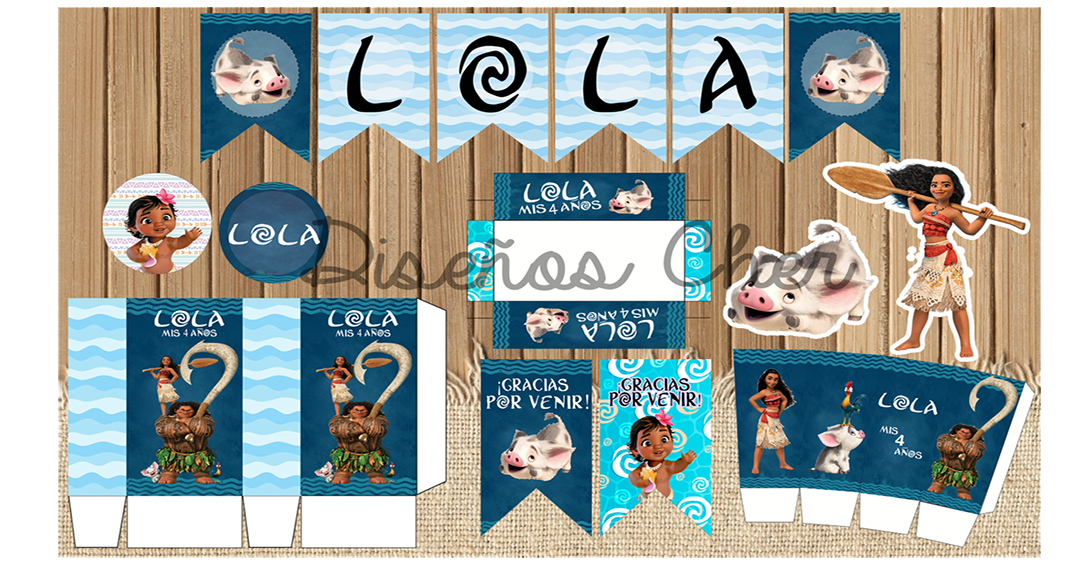 LOLA
LOLA
MIS 4 AÑOS
LOLA
Diseños Cher
LOLA
MIS 4 AÑOS
LOLA
MIS 4 AÑOS
LOLA
MIS 4 AÑOS
¡GRACIAS
POR VENIR!
¡GRACIAS
POR VENIR!
LOLA
MIS
4
AÑOS